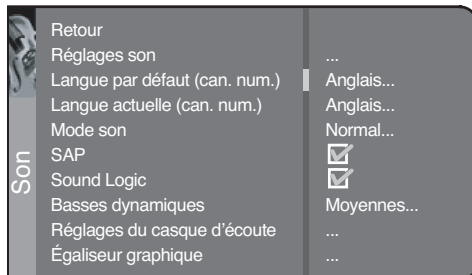 Son
Retour
Réglages son ...
Langue par défaut (can. num.) Anglais...
Langue actuelle (can. num.) Anglais...
Mode son Normal...
SAP
Sound Logic
Basses dynamiques Moyennes...
Réglages du casque d'écoute ...
Égaliseur graphique ...